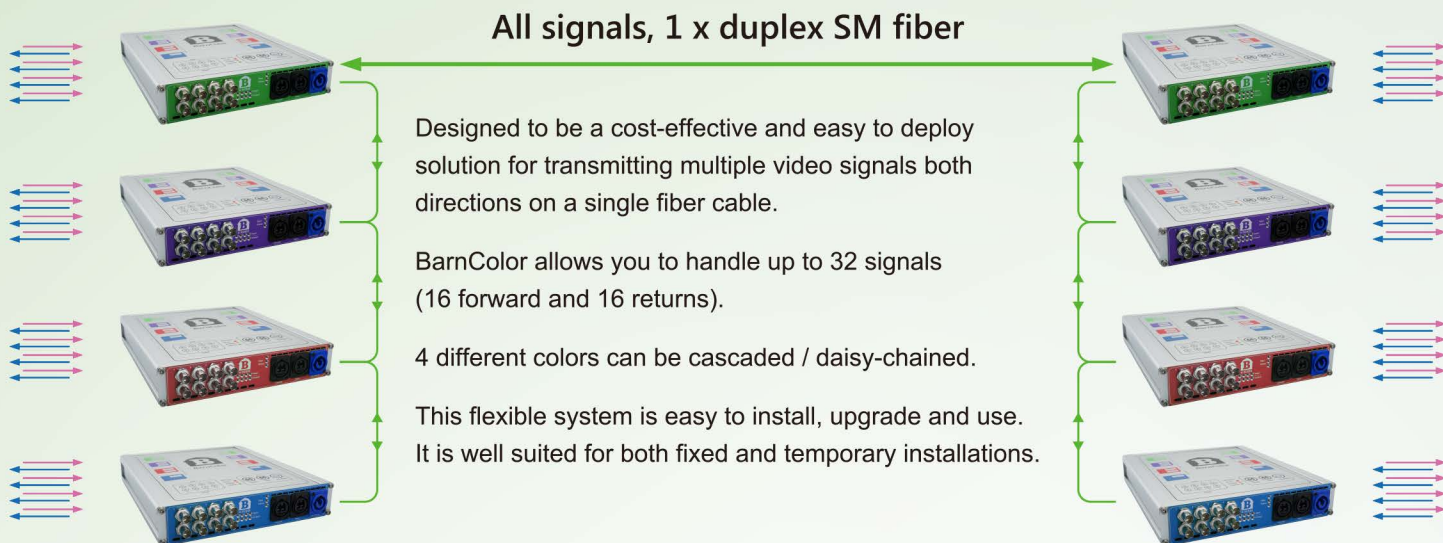 All signals, 1 x duplex SM fiber
Designed to be a cost-effective and easy to deploy
solution for transmitting multiple video signals both
directions on a single fiber cable.
BarnColor allows you to handle up to 32 signals
(16 forward and 16 returns).
4 different colors can be cascaded / daisy-chained.
This flexible system is easy to install, upgrade and use.
It is well suited for both fixed and temporary installations.